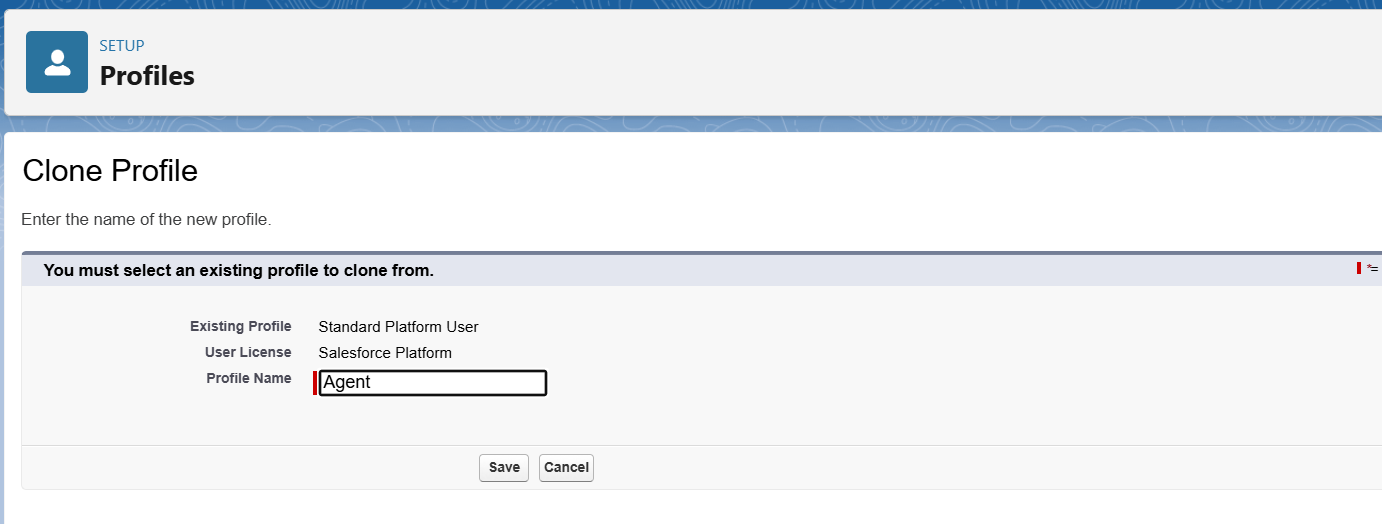 SETUP
Profiles
Clone Profile
Enter the name of the new profile.
You must select an existing profile to clone from.
*=
Existing Profile Standard Platform User
User License Salesforce Platform
Profile Name Agent
Save Cancel